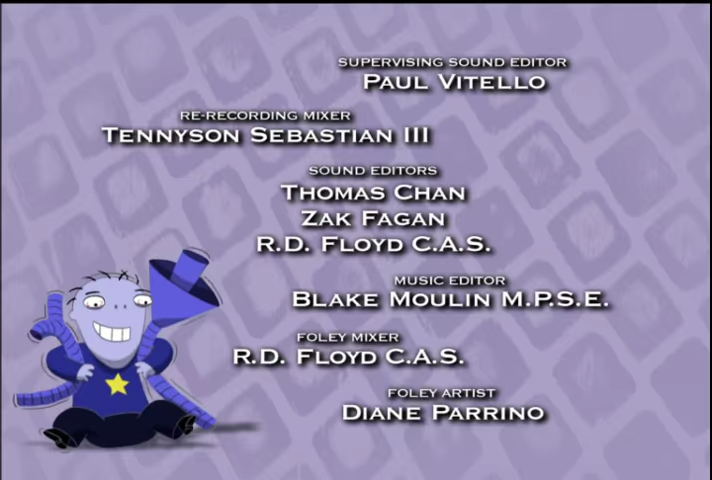 SUPERVISING SOUND EDITOR
PAUL VITELLO
RE-RECORDING MIXER
TENNYSON SEBASTIAN III
SOUND EDITORS
THOMAS CHAN
ZAK FAGAN
R.D. FLOYD C.A.S.
MUSIC EDITOR
BLAKE MOULIN M.P.S.E.
FOLEY MIXER
R.D. FLOYD C.A.S.
FOLEY ARTIST
DIANE PARRINO